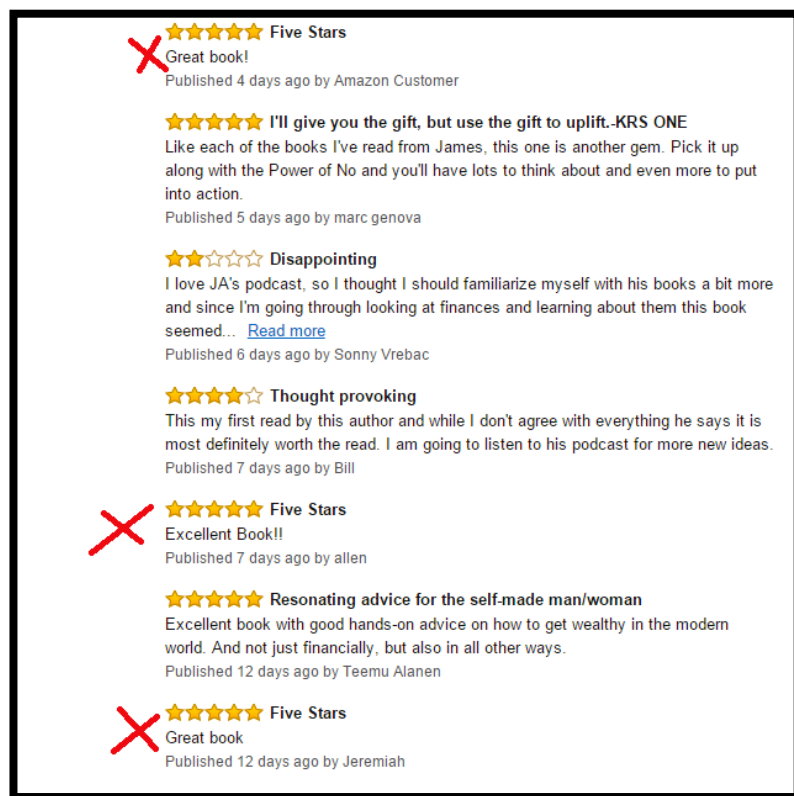 Five Stars
Great book!
Published 4 days ago by Amazon Customer
I'll give you the gift, but use the gift to uplift.-KRS ONE
Like each of the books I've read from James, this one is another gem. Pick it up
along with the Power of No and you'll have lots to think about and even more to put
into action.
Published 5 days ago by marc genova
Disappointing
I love JA's podcast, so I thought I should familiarize myself with his books a bit more
and since I'm going through looking at finances and learning about them this book
seemed... Read more
Published 6 days ago by Sonny Vrebac
Thought provoking
This my first read by this author and while I don't agree with everything he says it is
most definitely worth the read. I am going to listen to his podcast for more new ideas.
Published 7 days ago by Bill
Five Stars
Excellent Book!!
Published 7 days ago by allen
Resonating advice for the self-made man/woman
Excellent book with good hands-on advice on how to get wealthy in the modern
world. And not just financially, but also in all other ways.
Published 12 days ago by Teemu Alanen
Five Stars
Great book
Published 12 days ago by Jeremiah